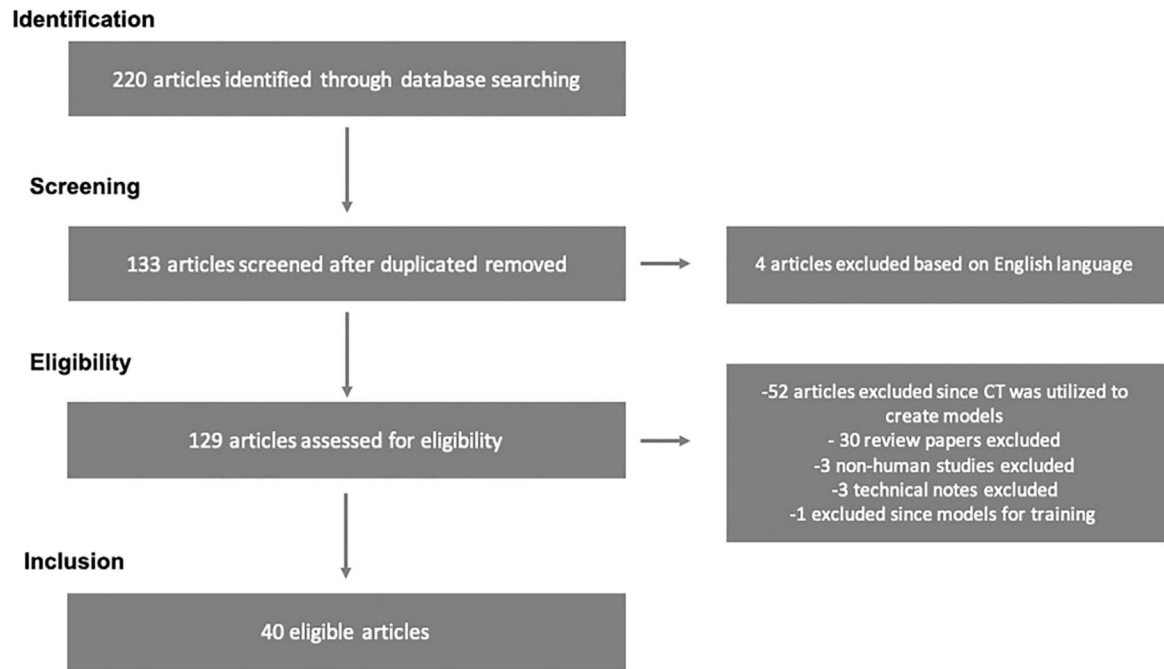 Identification
220 articles identified through database searching
Screening
133 articles screened after duplicated removed
4 articles excluded based on English language
Eligibility
129 articles assessed for eligibility
-52 articles excluded since CT was utilized to
create models
- 30 review papers excluded
-3 non-human studies excluded
-3 technical notes excluded
-1 excluded since models for training
Inclusion
40 eligible articles